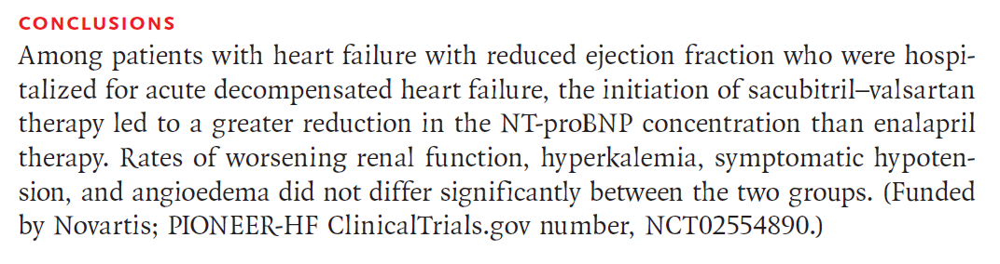 CONCLUSIONS
Among patients with heart failure with reduced ejection fraction who were hospi-
talized for acute decompensated heart failure, the initiation of sacubitril–valsartan
therapy led to a greater reduction in the NT-proBNP concentration than enalapril
therapy. Rates of worsening renal function, hyperkalemia, symptomatic hypoten-
sion, and angioedema did not differ significantly between the two groups. (Funded
by Novartis; PIONEER-HF ClinicalTrials.gov number, NCT02554890.)